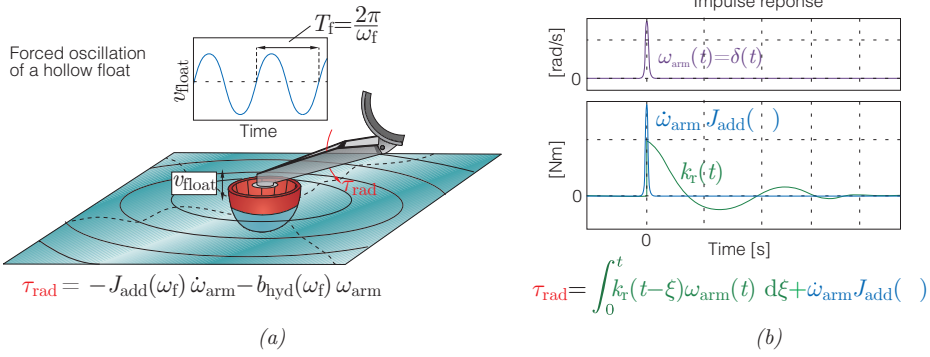 Forced oscillation
of a hollow float
T_f = 2π/ω_f
v_float
Time
v_float
τ_rad
τ_rad = −J_add(ω_f) ω̇_arm − b_hyd(ω_f) ω_arm
(a)
Impulse reponse
[rad/s]
0
ω_arm(t)=δ(t)
[Nm]
0
ω̇_arm J_add( )
k_r(t)
0
Time [s]
τ_rad = ∫_0^t k_r(t−ξ)ω_arm(t) dξ + ω̇_arm J_add( )
(b)